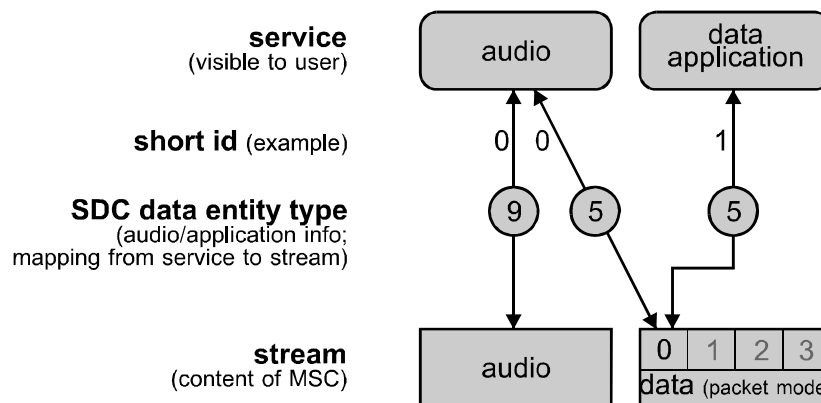 service
(visible to user)
audio
data
application
short id (example)
0 0 1
SDC data entity type
(audio/application info;
mapping from service to stream)
9 5 5
stream
(content of MSC)
audio
0 1 2 3
data (packet mode